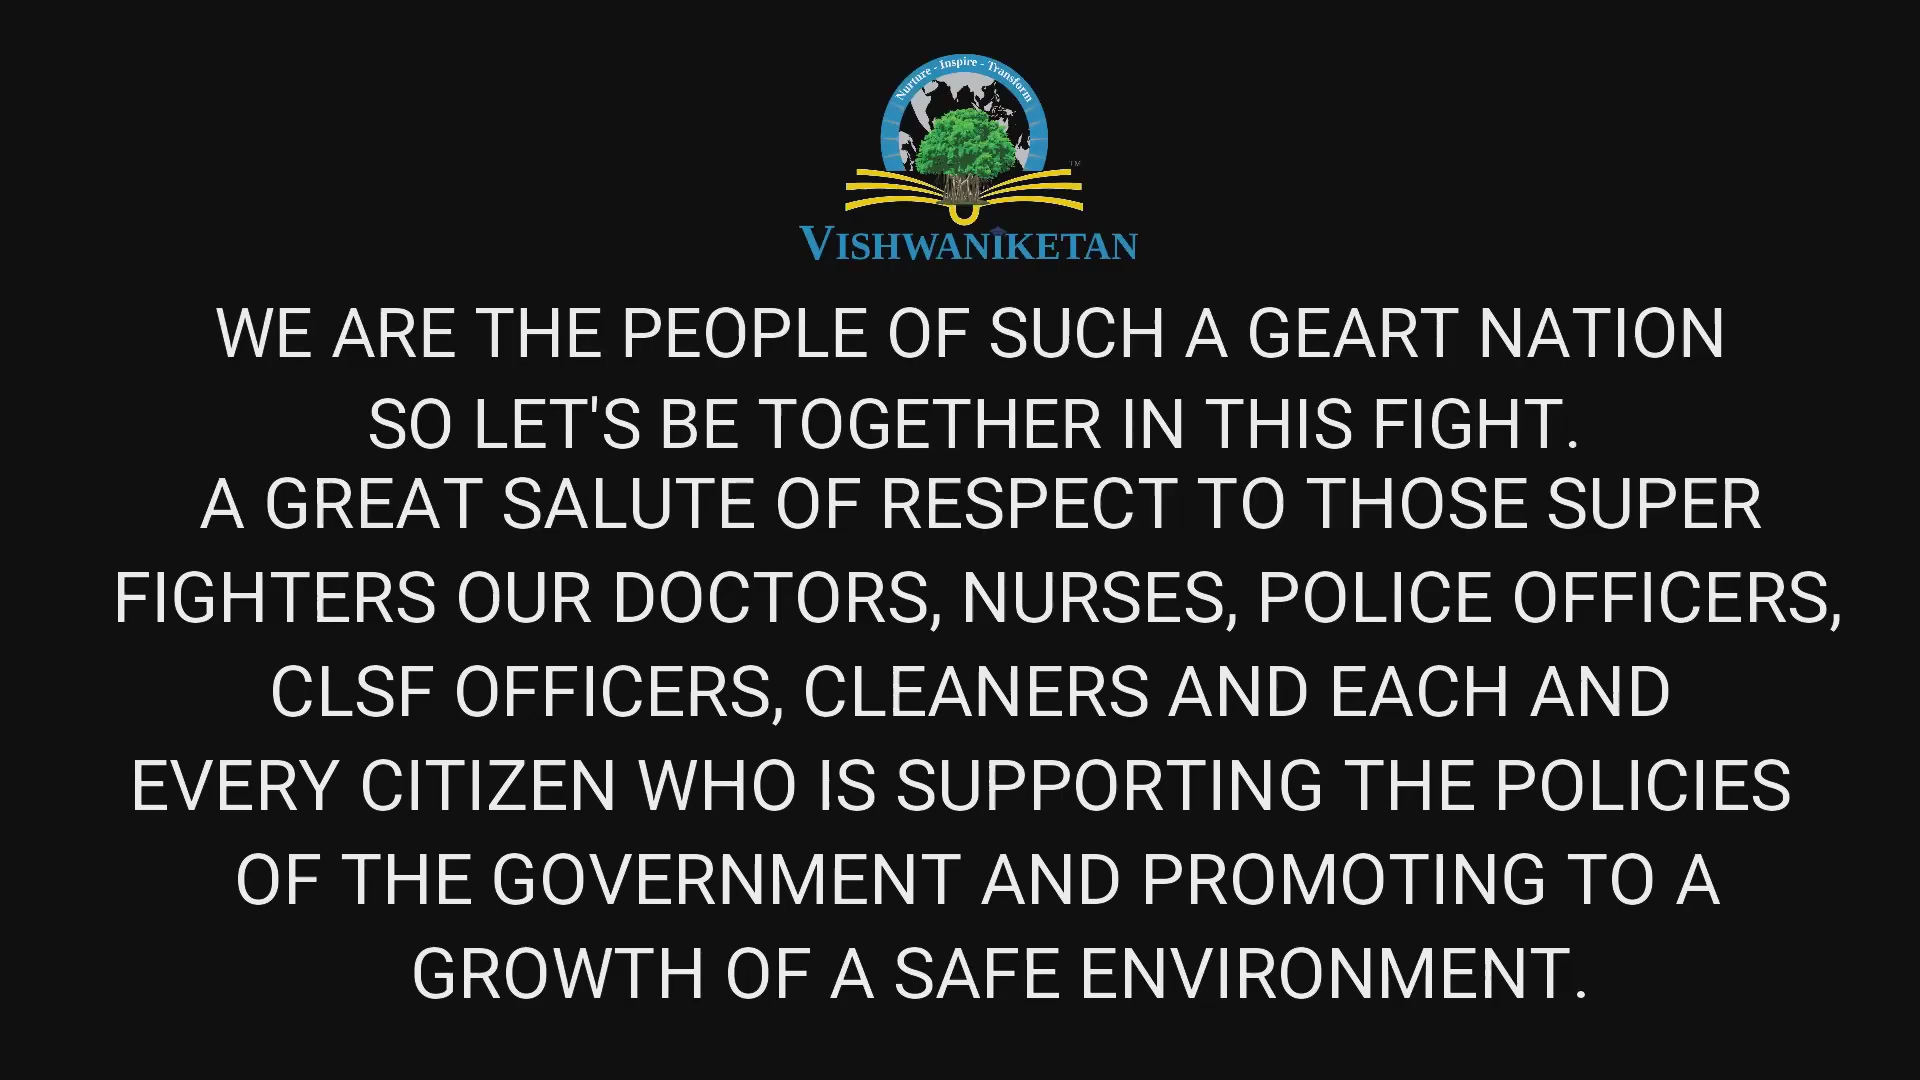 Nurture - Inspire - Transform
TM
VISHWANIKETAN
WE ARE THE PEOPLE OF SUCH A GEART NATION
SO LET'S BE TOGETHER IN THIS FIGHT.
A GREAT SALUTE OF RESPECT TO THOSE SUPER
FIGHTERS OUR DOCTORS, NURSES, POLICE OFFICERS,
CLSF OFFICERS, CLEANERS AND EACH AND
EVERY CITIZEN WHO IS SUPPORTING THE POLICIES
OF THE GOVERNMENT AND PROMOTING TO A
GROWTH OF A SAFE ENVIRONMENT.